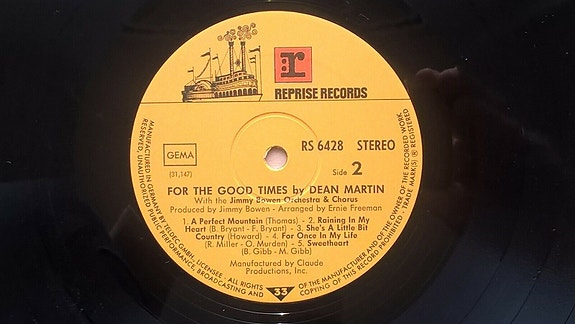 r
REPRISE RECORDS
GEMA
(31,147)
RS 6428 STEREO
Side 2
FOR THE GOOD TIMES by DEAN MARTIN
With the Jimmy Bowen Orchestra & Chorus
Produced by Jimmy Bowen - Arranged by Ernie Freeman
1. A Perfect Mountain (Thomas) - 2. Raining In My
Heart (B. Bryant - F. Bryant) - 3. She's A Little Bit
Country (Howard) - 4. For Once In My Life
(R. Miller - O. Murden) - 5. Sweetheart
(B. Gibb - M. Gibb)
Manufactured by Claude
Productions, Inc.
33
MANUFACTURED IN GERMANY BY TELDEC GMBH, LICENSEE · ALL RIGHTS OF THE MANUFACTURER AND OF THE OWNER OF THE RECORDED WORK
RESERVED, UNAUTHORIZED PUBLIC PERFORMANCE, BROADCASTING AND COPYING OF THIS RECORD PROHIBITED · TRADE MARK(S) ® REGISTERED